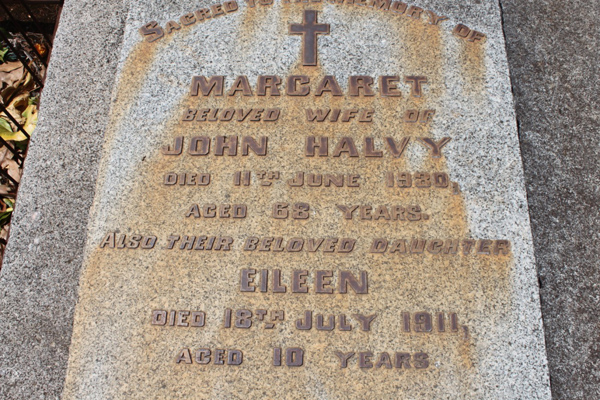 SACRED TO THE MEMORY OF
MARGARET
BELOVED WIFE OF
JOHN HALVY
DIED 11TH JUNE 1930,
AGED 68 YEARS.
ALSO THEIR BELOVED DAUGHTER
EILEEN
DIED 18TH JULY 1911,
AGED 10 YEARS